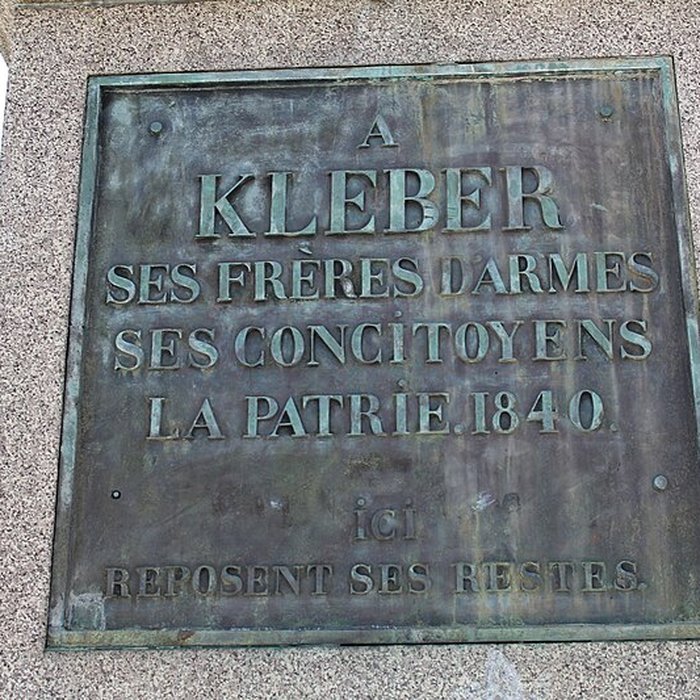 A
KLEBER
SES FRÈRES D'ARMES
SES CONCiTOYENS
LA PATRiE. 1840.
iCi
REPOSENT SES RESTES.